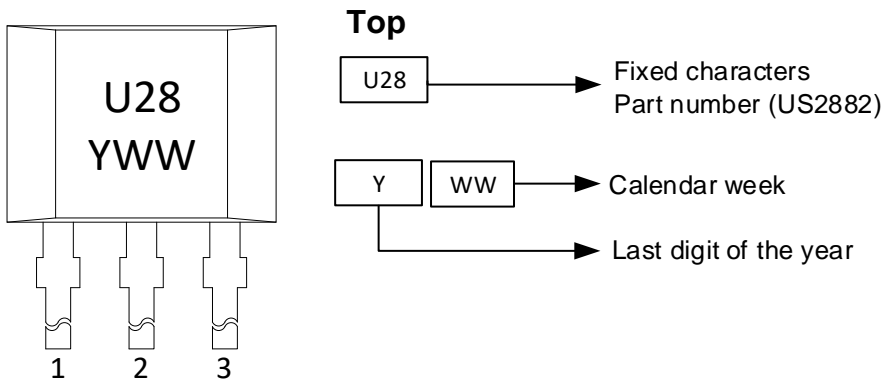 U28
YWW
1 2 3
Top
U28
Fixed characters
Part number (US2882)
Y WW
Calendar week
Last digit of the year